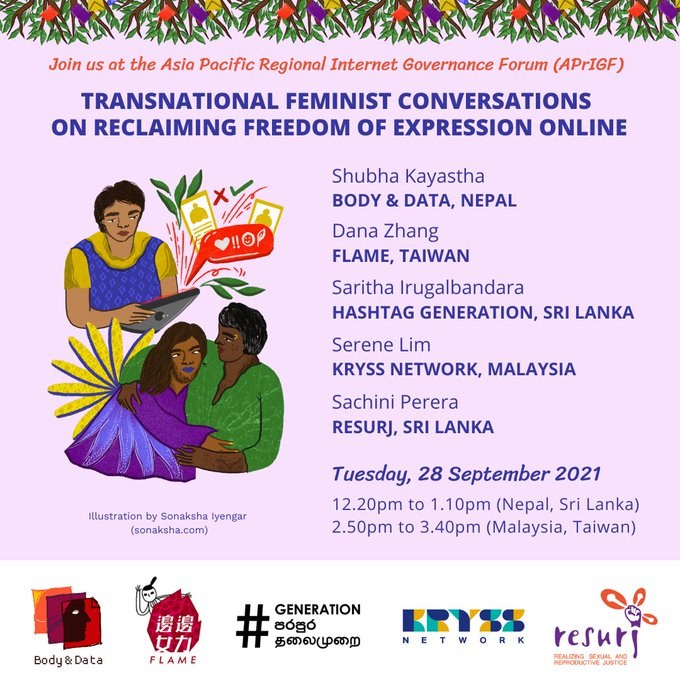 Join us at the Asia Pacific Regional Internet Governance Forum (APrIGF)
TRANSNATIONAL FEMINIST CONVERSATIONS
ON RECLAIMING FREEDOM OF EXPRESSION ONLINE
Shubha Kayastha
BODY & DATA, NEPAL
Dana Zhang
FLAME, TAIWAN
Saritha Irugalbandara
HASHTAG GENERATION, SRI LANKA
Serene Lim
KRYSS NETWORK, MALAYSIA
Sachini Perera
RESURJ, SRI LANKA
Tuesday, 28 September 2021
12.20pm to 1.10pm (Nepal, Sri Lanka)
2.50pm to 3.40pm (Malaysia, Taiwan)
Illustration by Sonaksha Iyengar
(sonaksha.com)
Body & Data
邊邊
女力
FLAME
# GENERATION
පරපුර
தலைமுறை
KRYSS
NETWORK
resurj
REALIZING SEXUAL AND
REPRODUCTIVE JUSTICE